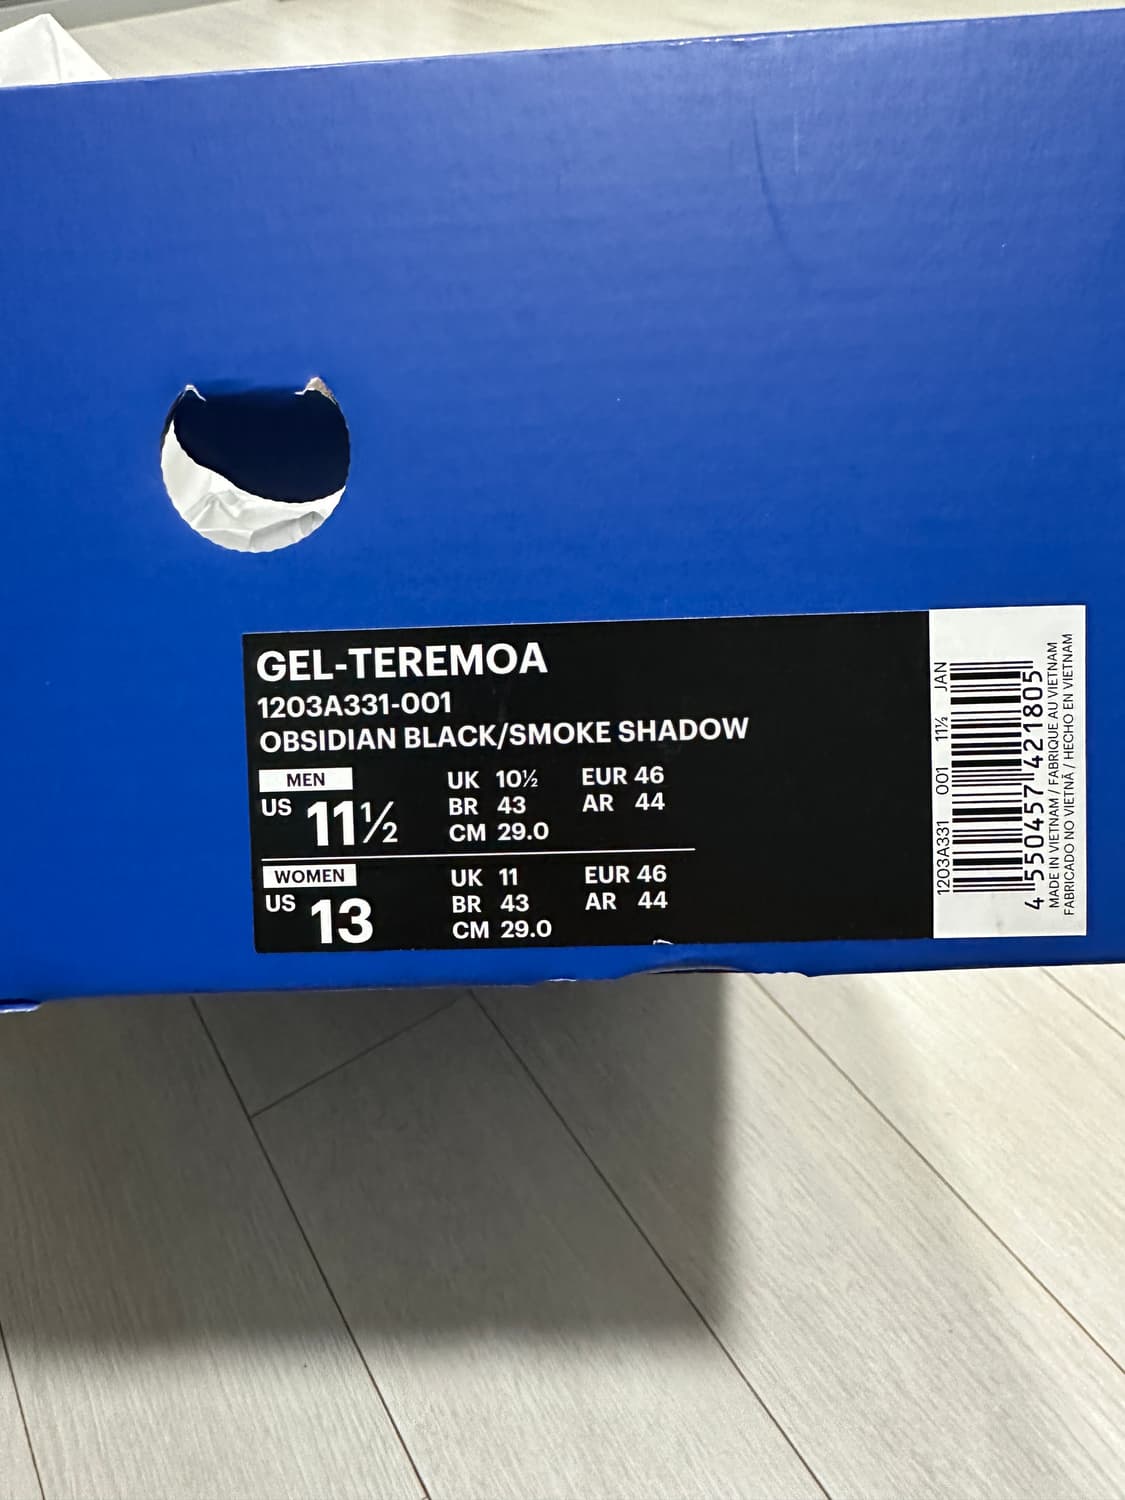 GEL-TEREMOA
1203A331-001
OBSIDIAN BLACK/SMOKE SHADOW
MEN
US 11½
UK 10½ EUR 46
BR 43 AR 44
CM 29.0
WOMEN
US 13
UK 11 EUR 46
BR 43 AR 44
CM 29.0
1203A331 001 11½ JAN
4 550457 421805
MADE IN VIETNAM / FABRIQUE AU VIETNAM
FABRICADO NO VIETNÃ / HECHO EN VIETNAM